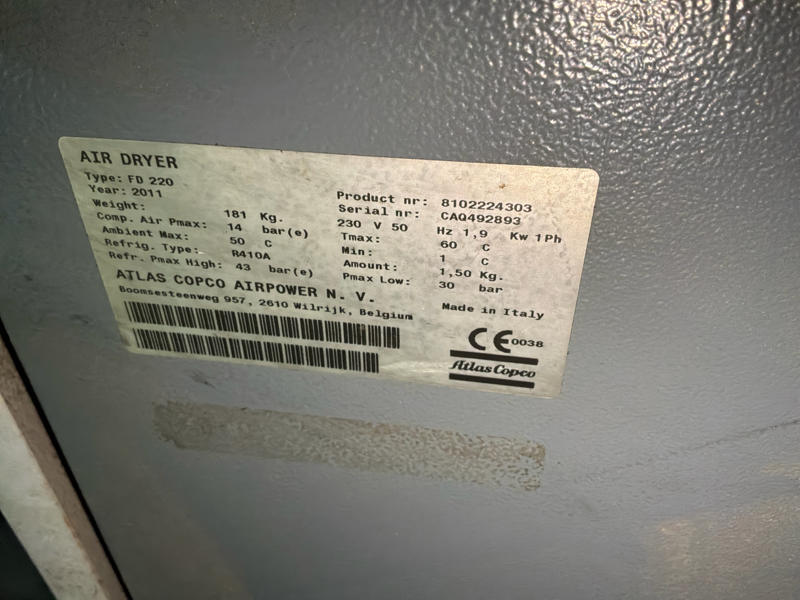 AIR DRYER
Type: FD 220
Year: 2011
Product nr: 8102224303
Weight: 181 Kg. Serial nr: CAQ492893
Comp. Air Pmax: 14 bar(e) 230 V 50 Hz 1,9 Kw 1Ph
Ambient Max: 50 C Tmax: 60 C
Refrig. Type: R410A Min: 1 C
Refr. Pmax High: 43 bar(e) Amount: 1,50 Kg.
Pmax Low: 30 bar
ATLAS COPCO AIRPOWER N. V.
Boomsesteenweg 957, 2610 Wilrijk, Belgium
Made in Italy
CE 0038
Atlas Copco